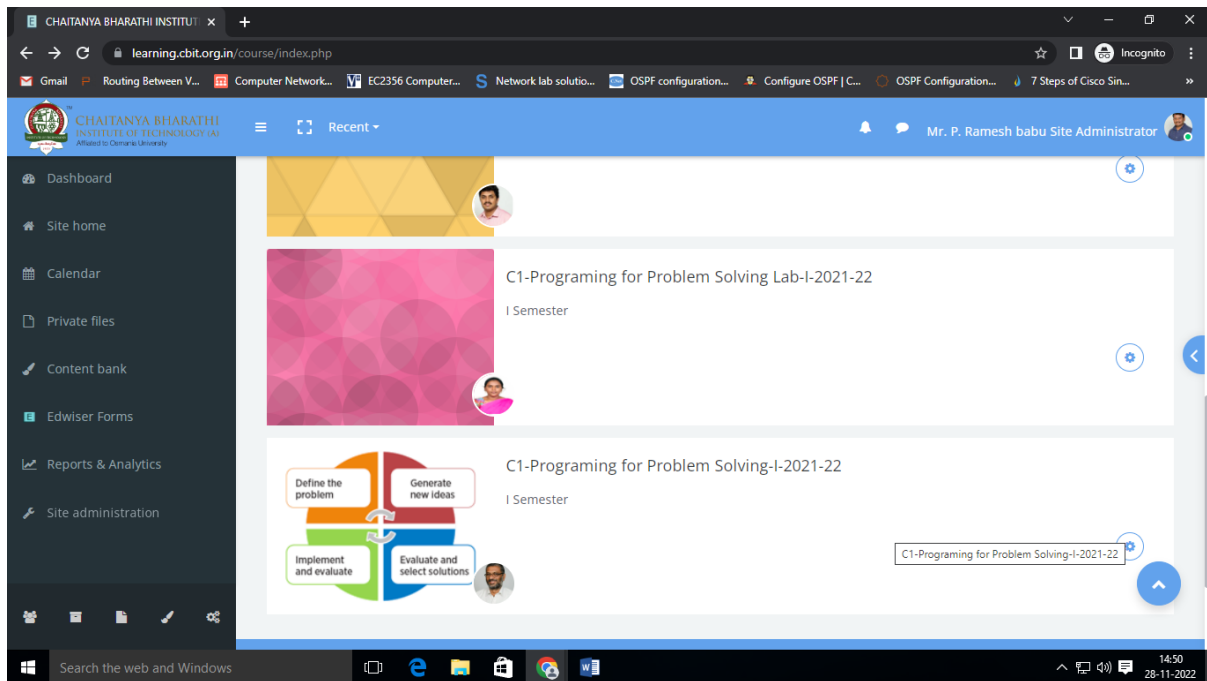 CHAITANYA BHARATHI INSTITUTI
learning.cbit.org.in/course/index.php
Incognito
Gmail
Routing Between V...
Computer Network...
EC2356 Computer...
Network lab solutio...
OSPF configuration...
Configure OSPF | C...
OSPF Configuration...
7 Steps of Cisco Sin...
CHAITANYA BHARATHI
INSTITUTE OF TECHNOLOGY (A)
Affiliated to Osmania University
Recent
Mr. P. Ramesh babu Site Administrator
Dashboard
Site home
Calendar
Private files
Content bank
Edwiser Forms
Reports & Analytics
Site administration
C1-Programing for Problem Solving Lab-I-2021-22
I Semester
Define the
problem
Generate
new ideas
Implement
and evaluate
Evaluate and
select solutions
C1-Programing for Problem Solving-I-2021-22
I Semester
C1-Programing for Problem Solving-I-2021-22
Search the web and Windows
14:50
28-11-2022